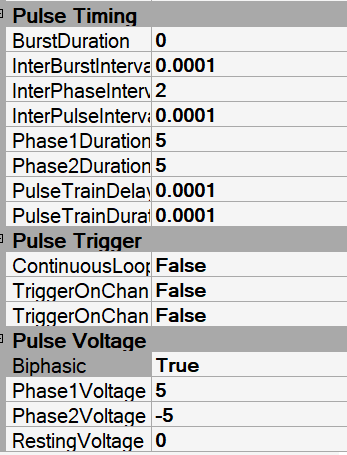 Pulse Timing
BurstDuration 0
InterBurstInterva 0.0001
InterPhaseInterv 2
InterPulseInterva 0.0001
Phase1Duration 5
Phase2Duration 5
PulseTrainDelay 0.0001
PulseTrainDurat 0.0001
Pulse Trigger
ContinuousLoop False
TriggerOnChan False
TriggerOnChan False
Pulse Voltage
Biphasic True
Phase1Voltage 5
Phase2Voltage -5
RestingVoltage 0